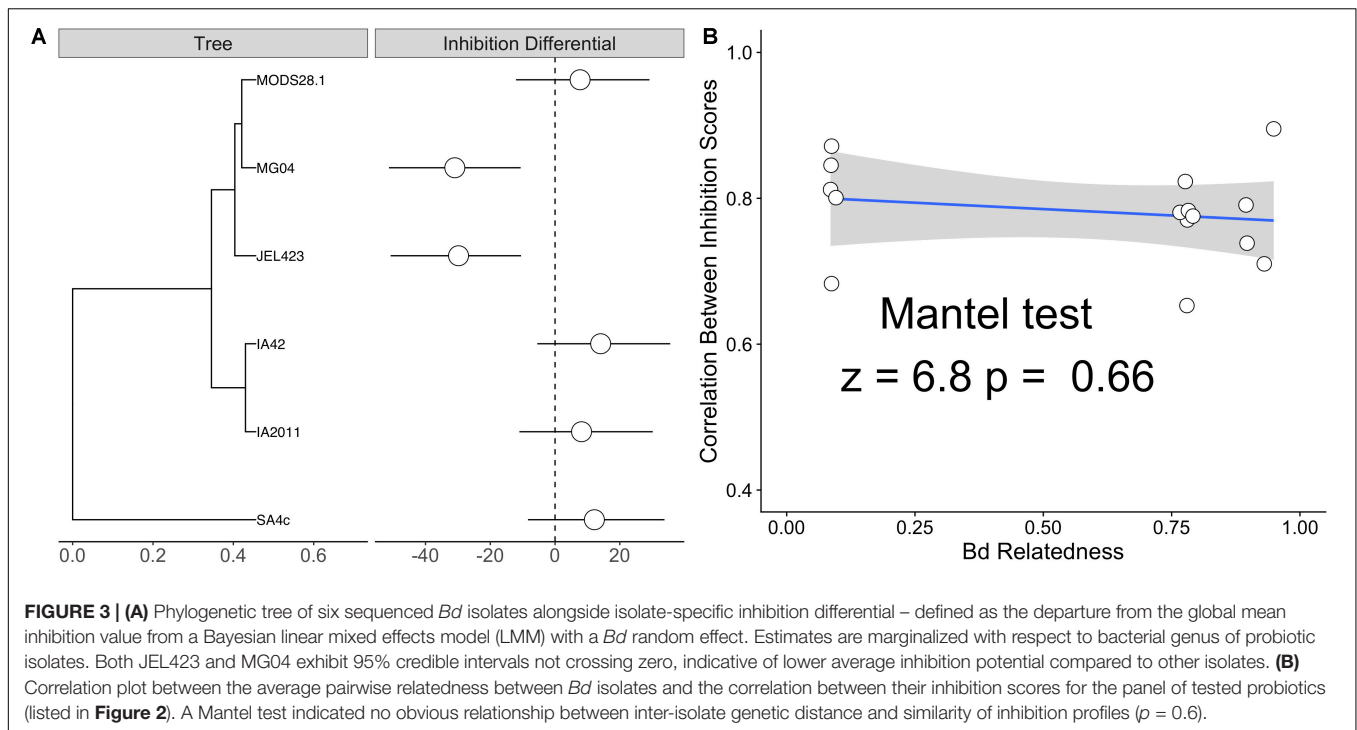 A
Tree
Inhibition Differential
MODS28.1
MG04
JEL423
IA42
IA2011
SA4c
0.0 0.2 0.4 0.6
-40 -20 0 20
B
Correlation Between Inhibition Scores
1.0
0.8
0.6
0.4
Mantel test
z = 6.8 p = 0.66
0.00 0.25 0.50 0.75 1.00
Bd Relatedness
FIGURE 3 | (A) Phylogenetic tree of six sequenced Bd isolates alongside isolate-specific inhibition differential – defined as the departure from the global mean
inhibition value from a Bayesian linear mixed effects model (LMM) with a Bd random effect. Estimates are marginalized with respect to bacterial genus of probiotic
isolates. Both JEL423 and MG04 exhibit 95% credible intervals not crossing zero, indicative of lower average inhibition potential compared to other isolates. (B)
Correlation plot between the average pairwise relatedness between Bd isolates and the correlation between their inhibition scores for the panel of tested probiotics
(listed in Figure 2). A Mantel test indicated no obvious relationship between inter-isolate genetic distance and similarity of inhibition profiles (p = 0.6).